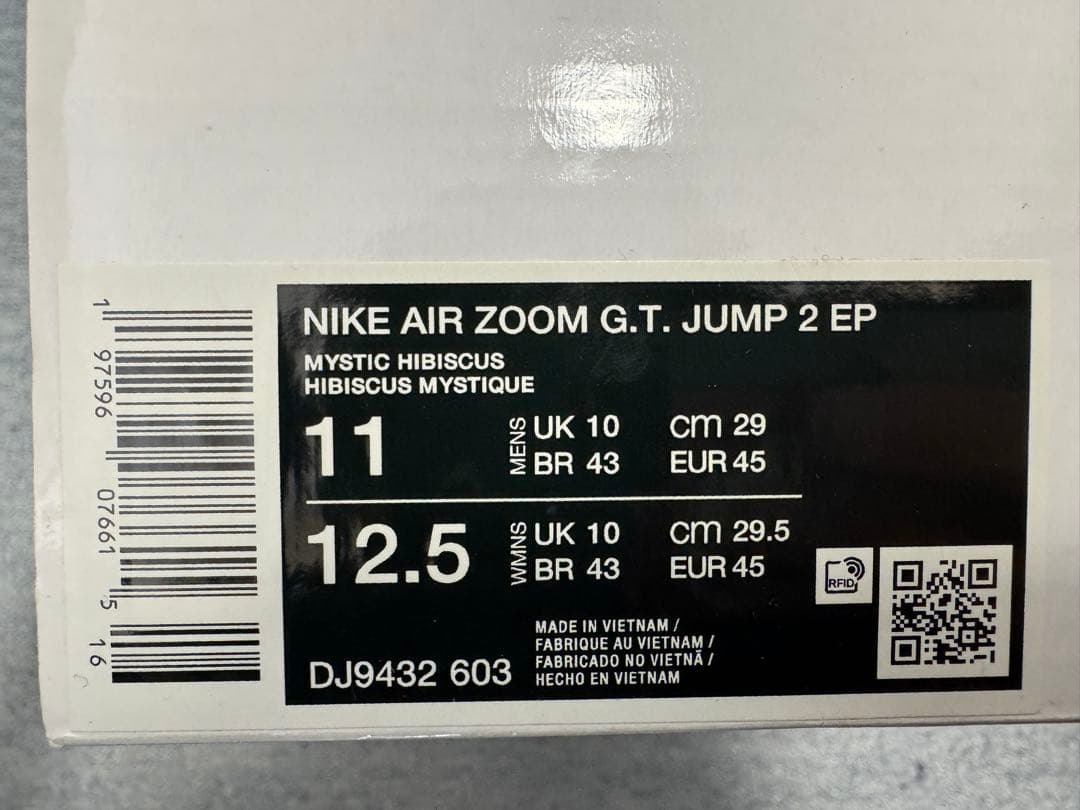 NIKE AIR ZOOM G.T. JUMP 2 EP
MYSTIC HIBISCUS
HIBISCUS MYSTIQUE
11 MENS UK 10 cm 29
BR 43 EUR 45
12.5 WMNS UK 10 cm 29.5
BR 43 EUR 45
RFID
DJ9432 603
MADE IN VIETNAM /
FABRIQUE AU VIETNAM /
FABRICADO NO VIETNÃ /
HECHO EN VIETNAM
1 97596 07661 5 16